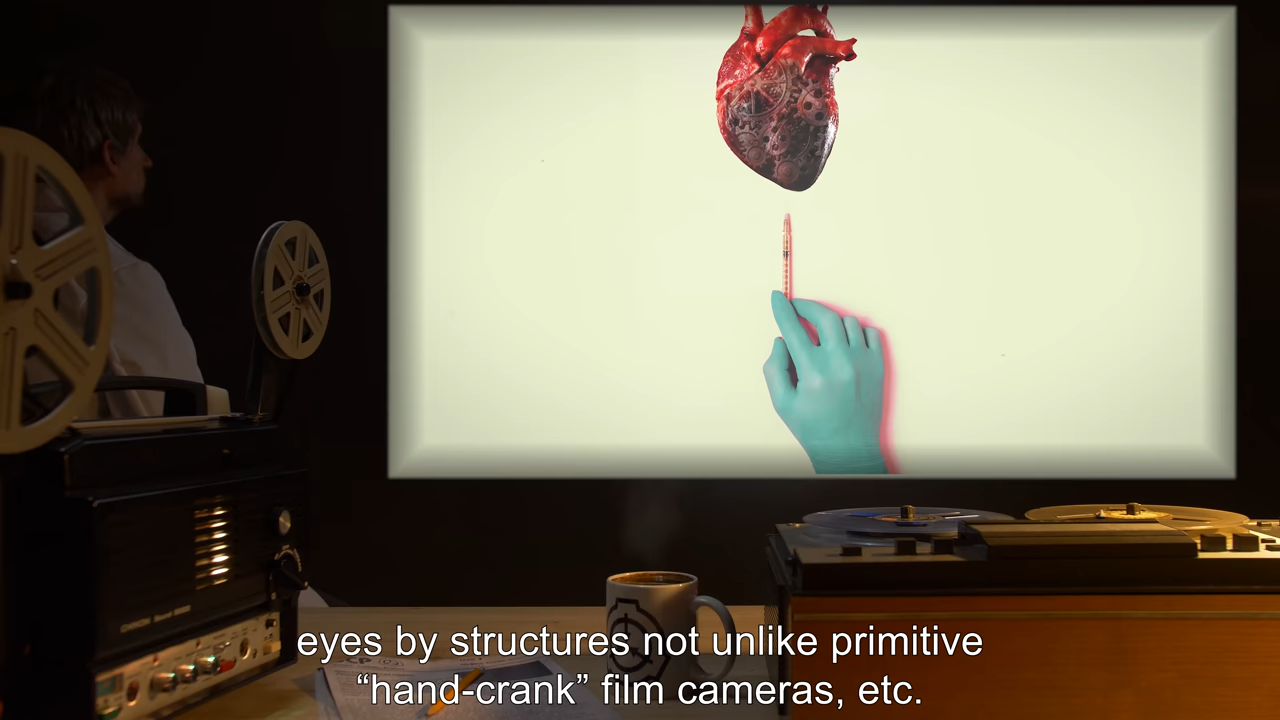 eyes by structures not unlike primitive
“hand-crank” film cameras, etc.